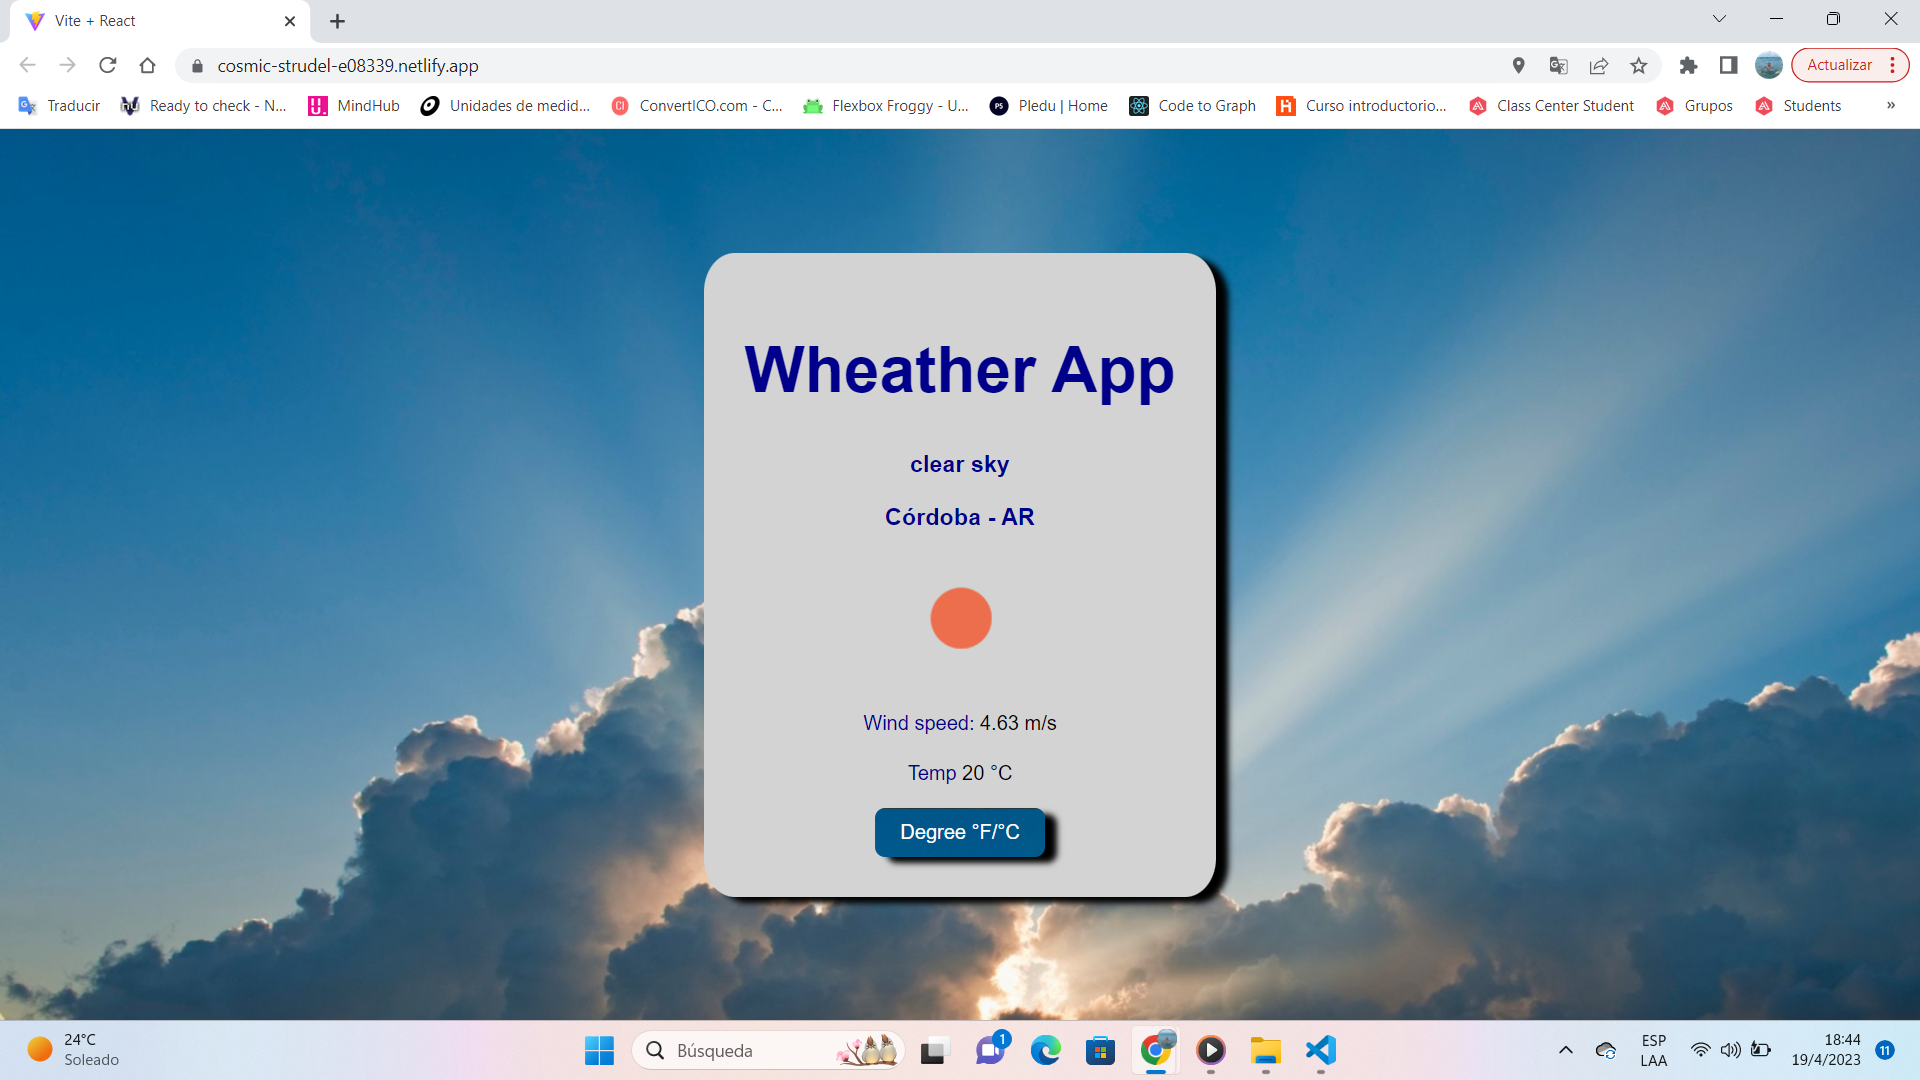 Vite + React
cosmic-strudel-e08339.netlify.app
Actualizar
Traducir
Ready to check - N...
MindHub
Unidades de medid...
ConvertICO.com - C...
Flexbox Froggy - U...
Pledu | Home
Code to Graph
Curso introductorio...
Class Center Student
Grupos
Students
»
Wheather App
clear sky
Córdoba - AR
Wind speed: 4.63 m/s
Temp 20 °C
Degree °F/°C
24°C
Soleado
Búsqueda
1
ESP
LAA
18:44
19/4/2023
11